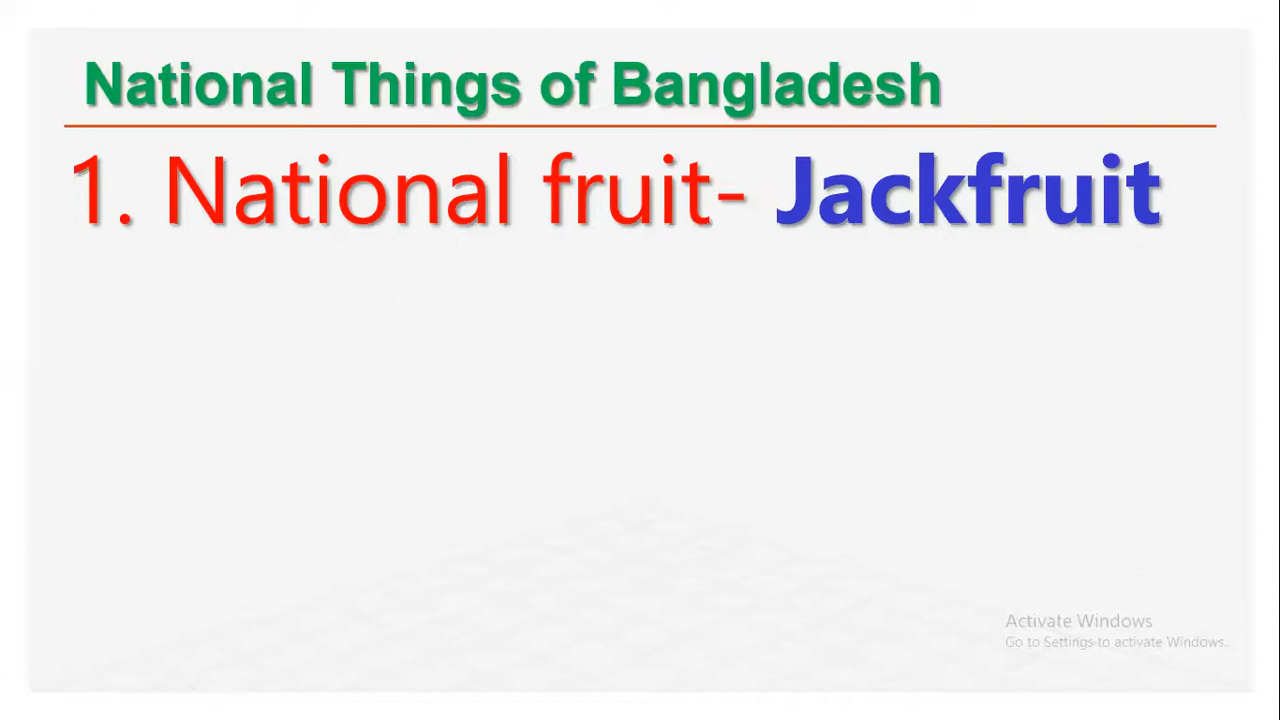 National Things of Bangladesh
1. National fruit- Jackfruit
Activate Windows
Go to Settings to activate Windows.